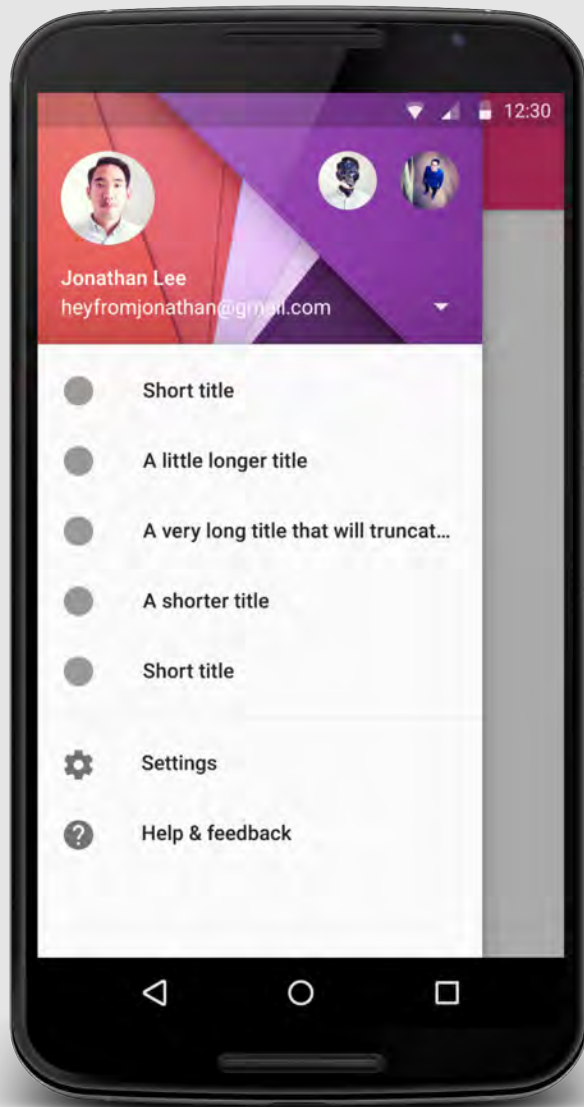 12:30
Jonathan Lee
heyfromjonathan@gmail.com
Short title
A little longer title
A very long title that will truncat...
A shorter title
Short title
Settings
Help & feedback